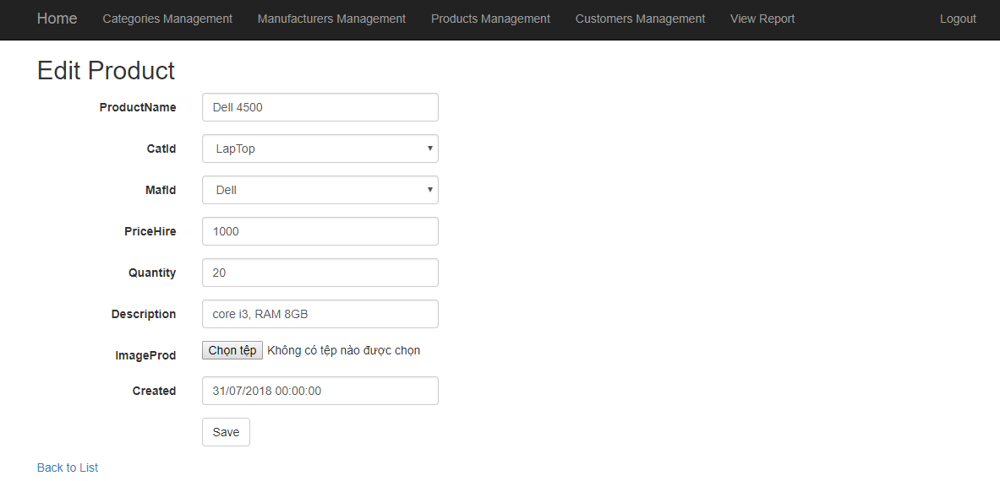 Home Categories Management Manufacturers Management Products Management Customers Management View Report Logout
Edit Product
ProductName Dell 4500
CatId LapTop
MafId Dell
PriceHire 1000
Quantity 20
Description core i3, RAM 8GB
ImageProd Chọn tệp Không có tệp nào được chọn
Created 31/07/2018 00:00:00
Save
Back to List